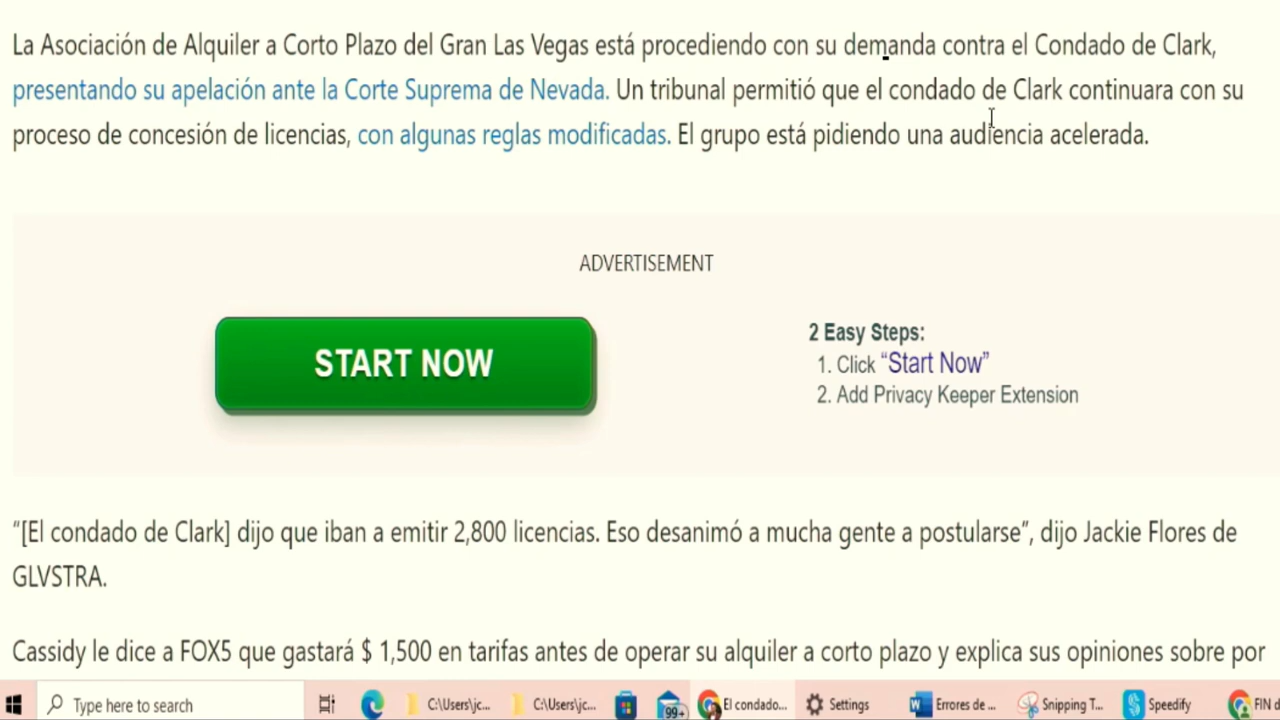 La Asociación de Alquiler a Corto Plazo del Gran Las Vegas está procediendo con su demanda contra el Condado de Clark,
presentando su apelación ante la Corte Suprema de Nevada. Un tribunal permitió que el condado de Clark continuara con su
proceso de concesión de licencias, con algunas reglas modificadas. El grupo está pidiendo una audiencia acelerada.
ADVERTISEMENT
START NOW
2 Easy Steps:
1. Click “Start Now”
2. Add Privacy Keeper Extension
“[El condado de Clark] dijo que iban a emitir 2,800 licencias. Eso desanimó a mucha gente a postularse”, dijo Jackie Flores de
GLVSTRA.
Cassidy le dice a FOX5 que gastará $ 1,500 en tarifas antes de operar su alquiler a corto plazo y explica sus opiniones sobre por
Type here to search C:\Users\jc... C:\Users\jc... 99+ El condado... Settings Errores de ... Snipping T... Speedify FIN d